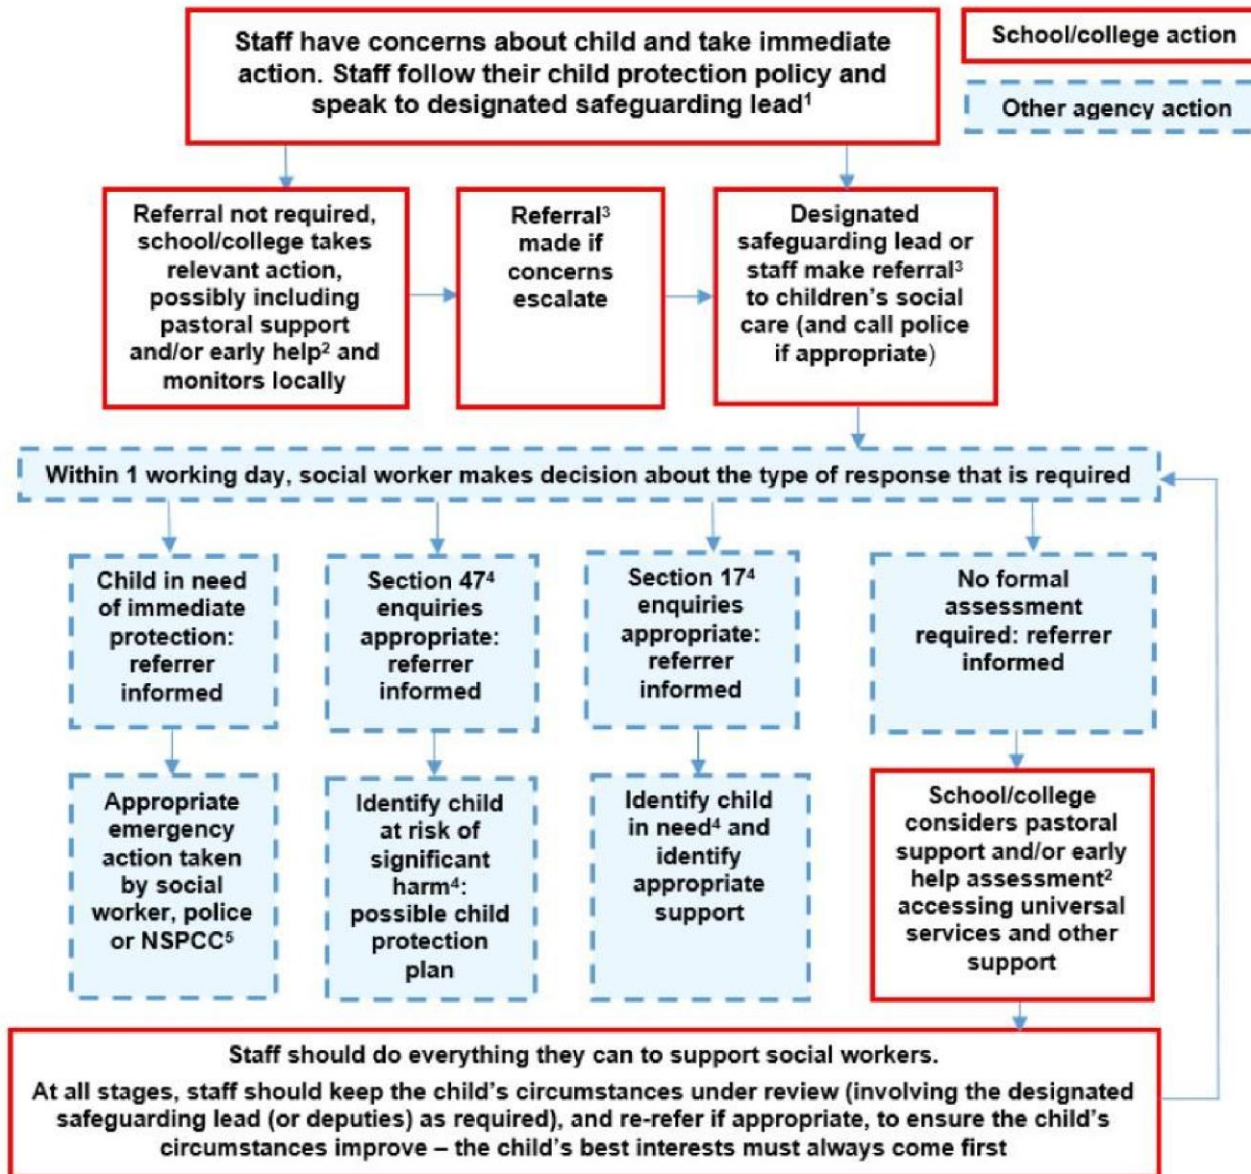 Staff have concerns about child and take immediate
action. Staff follow their child protection policy and
speak to designated safeguarding lead¹
School/college action
Other agency action
Referral not required,
school/college takes
relevant action,
possibly including
pastoral support
and/or early help² and
monitors locally
Referral³
made if
concerns
escalate
Designated
safeguarding lead or
staff make referral³
to children's social
care (and call police
if appropriate)
Within 1 working day, social worker makes decision about the type of response that is required
Child in need
of immediate
protection:
referrer
informed
Section 47⁴
enquiries
appropriate:
referrer
informed
Section 17⁴
enquiries
appropriate:
referrer
informed
No formal
assessment
required: referrer
informed
Appropriate
emergency
action taken
by social
worker, police
or NSPCC⁵
Identify child
at risk of
significant
harm⁴:
possible child
protection
plan
Identify child
in need⁴ and
identify
appropriate
support
School/college
considers pastoral
support and/or early
help assessment²
accessing universal
services and other
support
Staff should do everything they can to support social workers.
At all stages, staff should keep the child's circumstances under review (involving the designated
safeguarding lead (or deputies) as required), and re-refer if appropriate, to ensure the child's
circumstances improve – the child's best interests must always come first